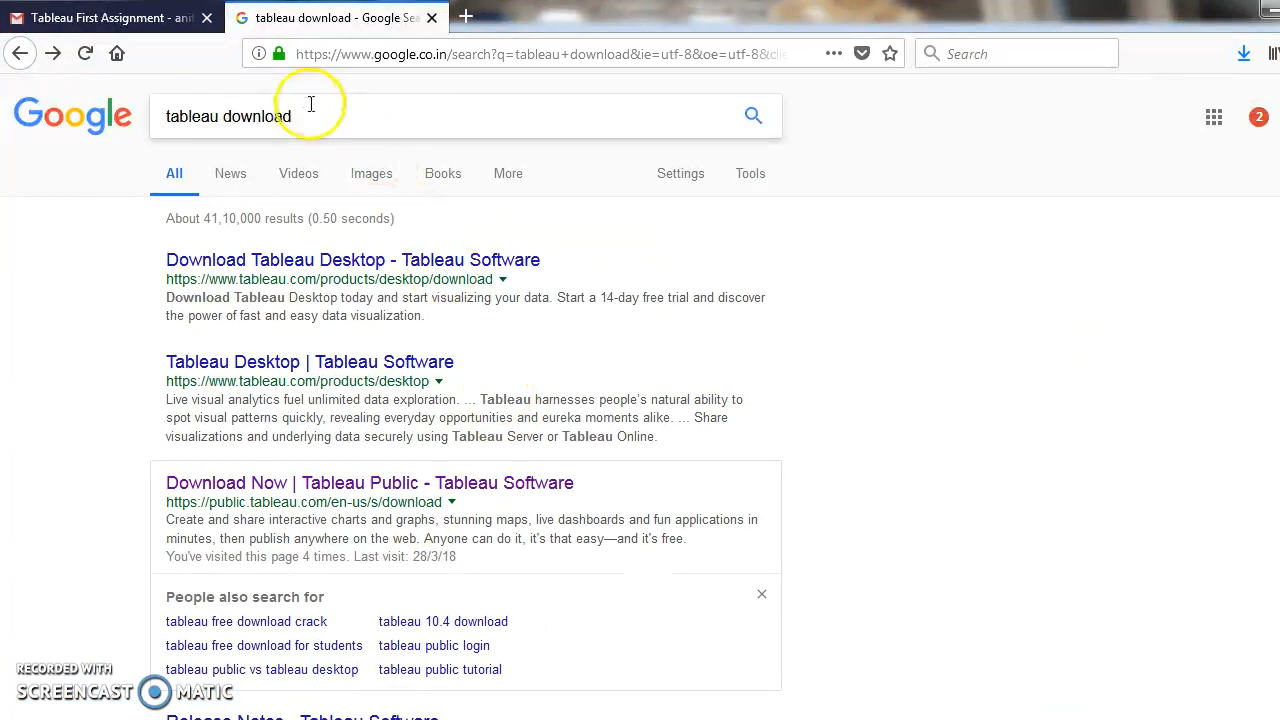 Tableau First Assignment - ani
tableau download - Google Sea
https://www.google.co.in/search?q=tableau+download&ie=utf-8&oe=utf-8&cli
Search
Google
tableau download
2
All News Videos Images Books More Settings Tools
About 41,10,000 results (0.50 seconds)
Download Tableau Desktop - Tableau Software
https://www.tableau.com/products/desktop/download
Download Tableau Desktop today and start visualizing your data. Start a 14-day free trial and discover
the power of fast and easy data visualization.
Tableau Desktop | Tableau Software
https://www.tableau.com/products/desktop
Live visual analytics fuel unlimited data exploration. ... Tableau harnesses people's natural ability to
spot visual patterns quickly, revealing everyday opportunities and eureka moments alike. ... Share
visualizations and underlying data securely using Tableau Server or Tableau Online.
Download Now | Tableau Public - Tableau Software
https://public.tableau.com/en-us/s/download
Create and share interactive charts and graphs, stunning maps, live dashboards and fun applications in
minutes, then publish anywhere on the web. Anyone can do it, it's that easy—and it's free.
You've visited this page 4 times. Last visit: 28/3/18
People also search for
tableau free download crack tableau 10.4 download
tableau free download for students tableau public login
tableau public vs tableau desktop tableau public tutorial
Release Notes - Tableau Software
RECORDED WITH
SCREENCAST MATIC